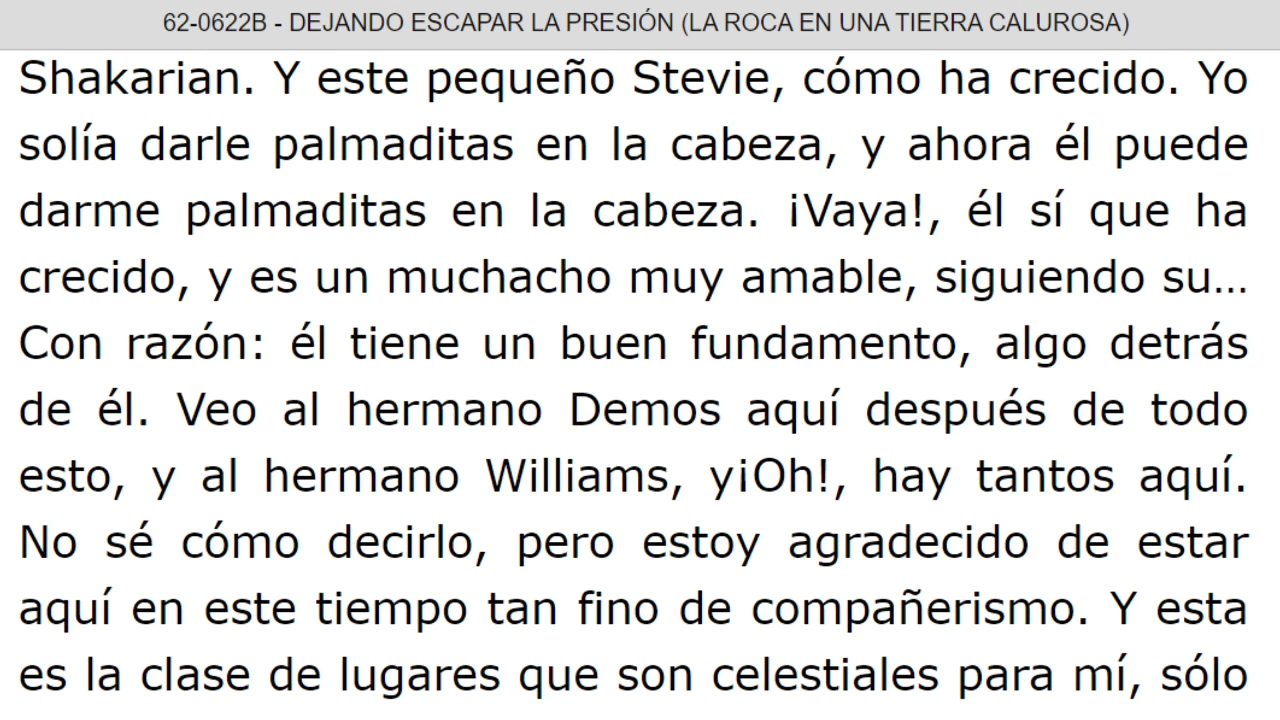 62-0622B - DEJANDO ESCAPAR LA PRESIÓN (LA ROCA EN UNA TIERRA CALUROSA)
Shakarian. Y este pequeño Stevie, cómo ha crecido. Yo
solía darle palmaditas en la cabeza, y ahora él puede
darme palmaditas en la cabeza. ¡Vaya!, él sí que ha
crecido, y es un muchacho muy amable, siguiendo su...
Con razón: él tiene un buen fundamento, algo detrás
de él. Veo al hermano Demos aquí después de todo
esto, y al hermano Williams, y¡Oh!, hay tantos aquí.
No sé cómo decirlo, pero estoy agradecido de estar
aquí en este tiempo tan fino de compañerismo. Y esta
es la clase de lugares que son celestiales para mí, sólo